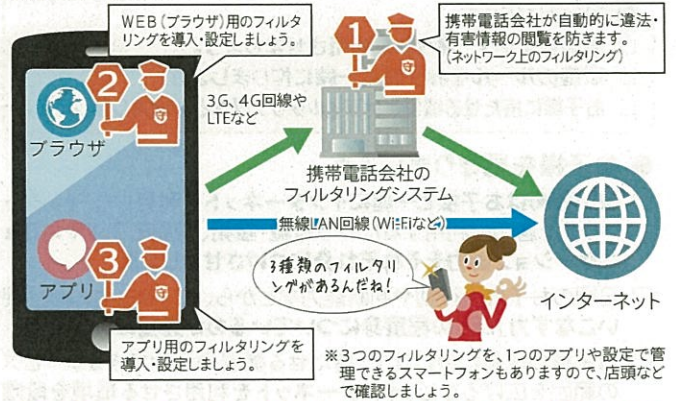 WEB(ブラウザ)用のフィルタ
リングを導入・設定しましょう。
1
携帯電話会社が自動的に違法・
有害情報の閲覧を防ぎます。
(ネットワーク上のフィルタリング)
2
ブラウザ
3G、4G回線や
LTEなど
携帯電話会社の
フィルタリングシステム
無線LAN回線(Wi-Fiなど)
3
アプリ
3種類のフィルタリ
ングがあるんだね!
インターネット
アプリ用のフィルタリングを
導入・設定しましょう。
※3つのフィルタリングを、1つのアプリや設定で管
理できるスマートフォンもありますので、店頭など
で確認しましょう。